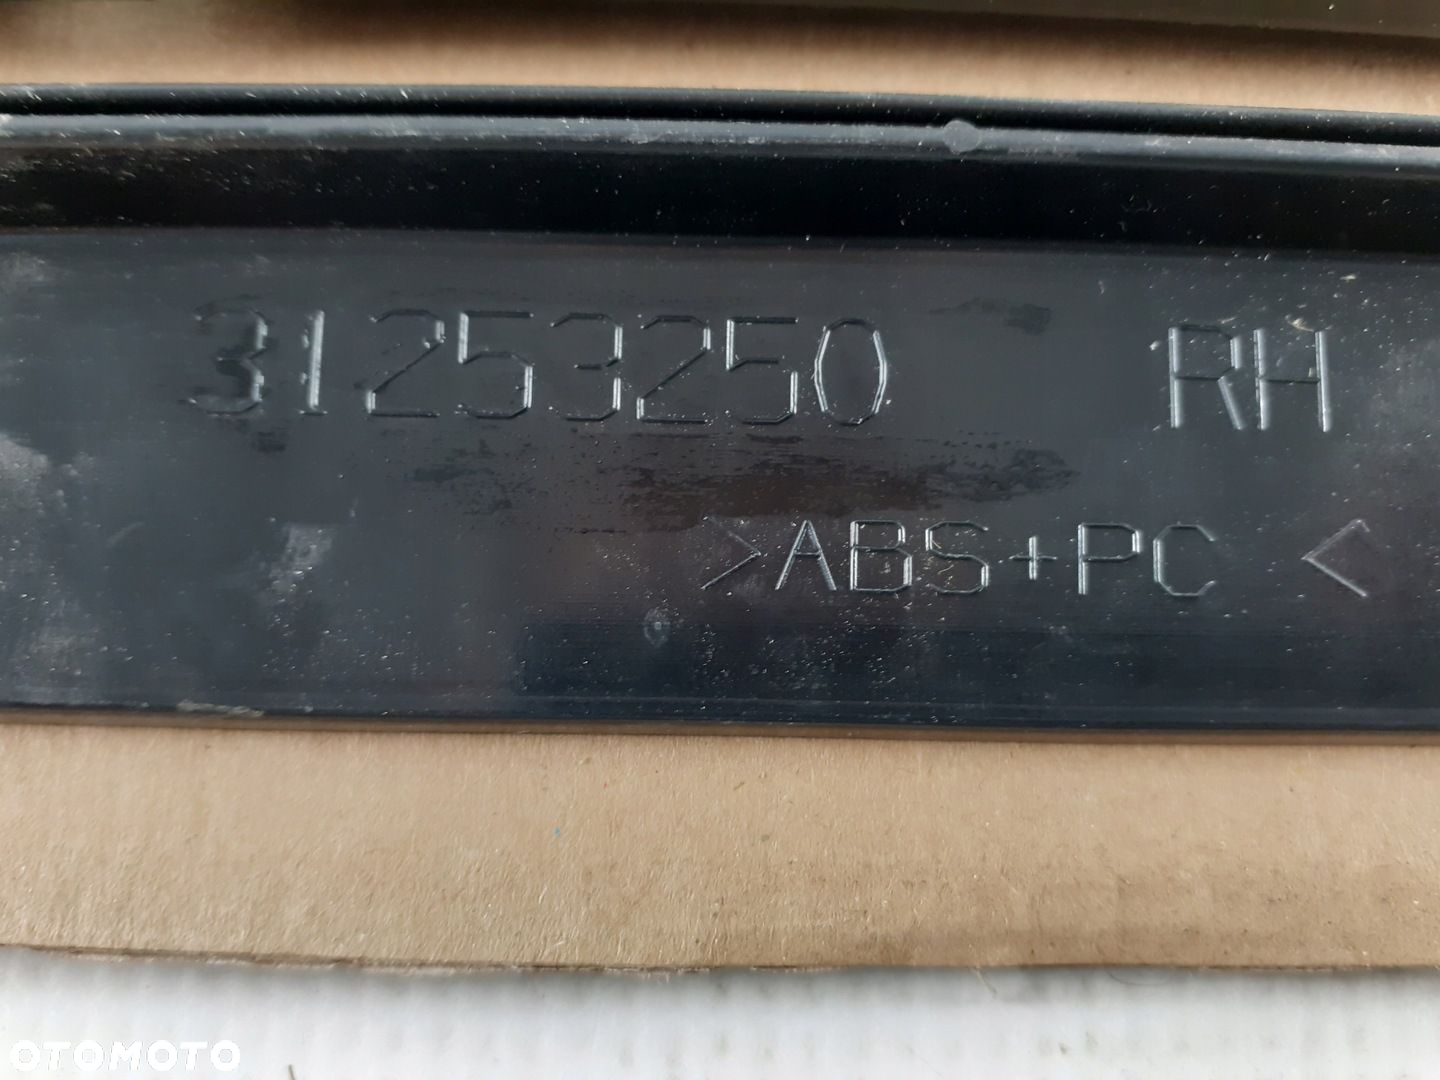 31253250 RH
>ABS+PC <
OTOMOTO